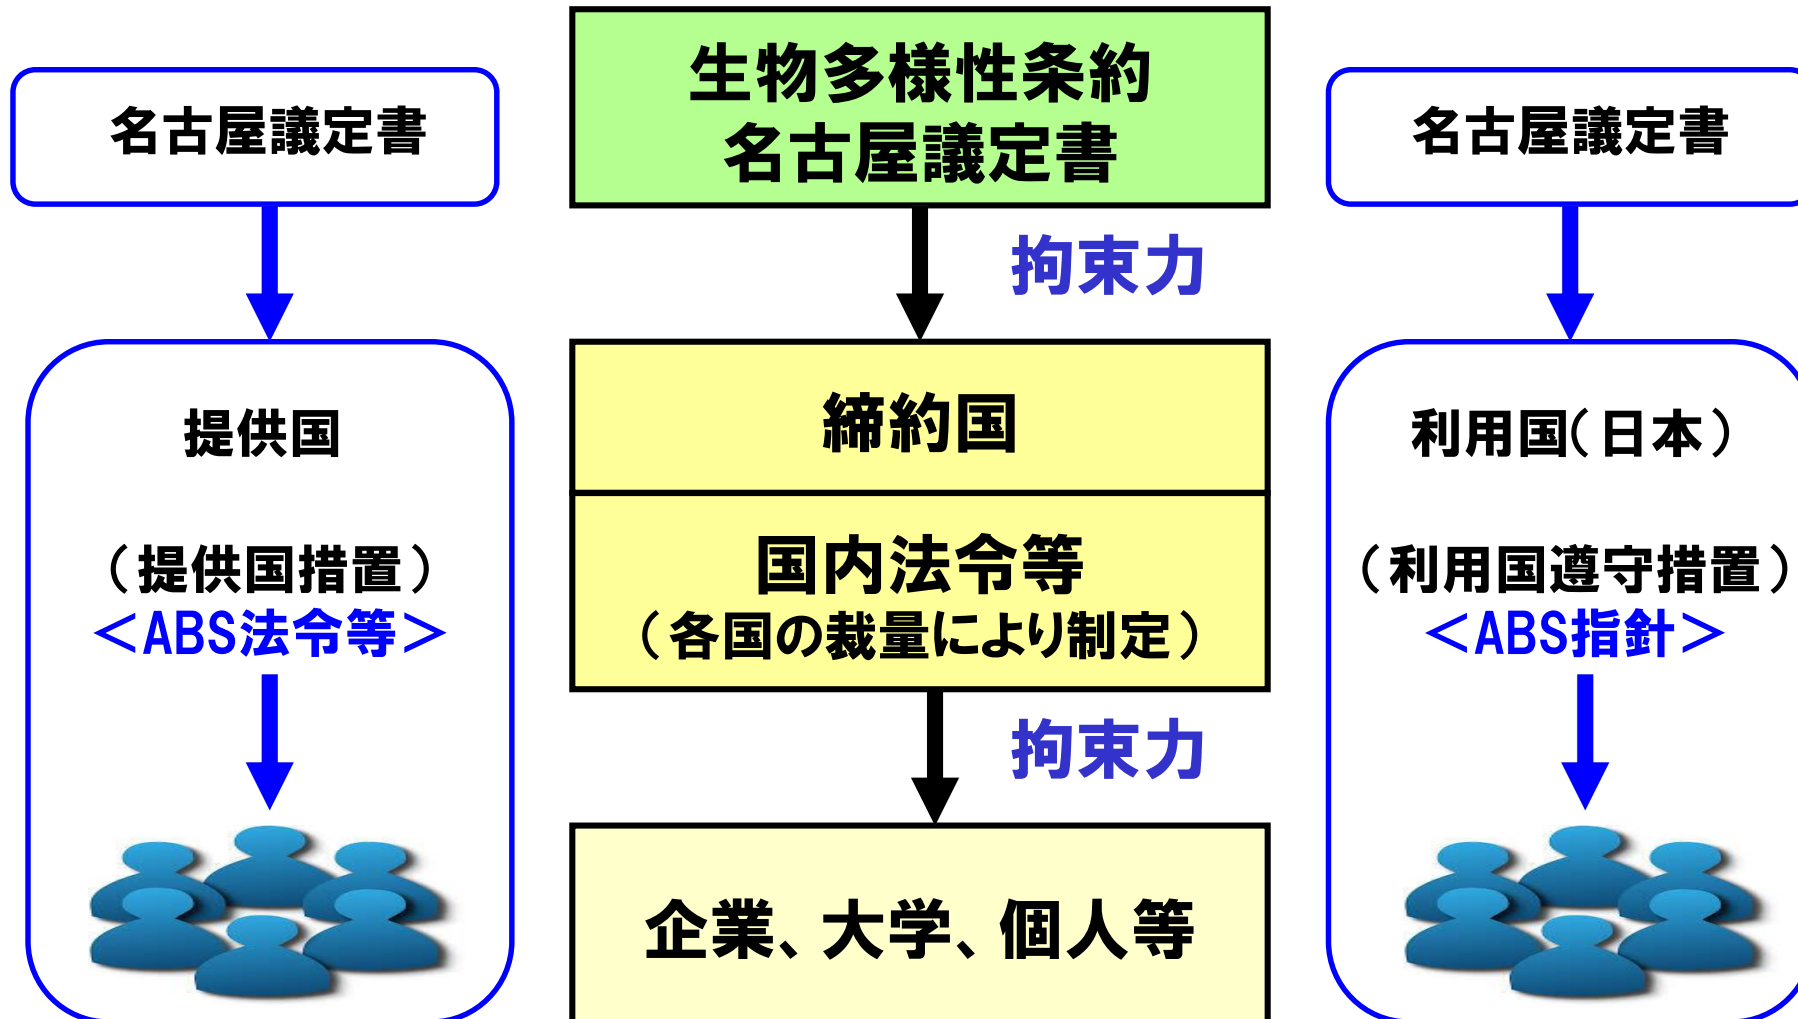 名古屋議定書
提供国
（提供国措置）
＜ABS法令等＞
生物多様性条約
名古屋議定書
拘束力
締約国
国内法令等
（各国の裁量により制定）
拘束力
企業、大学、個人等
名古屋議定書
利用国（日本）
（利用国遵守措置）
＜ABS指針＞